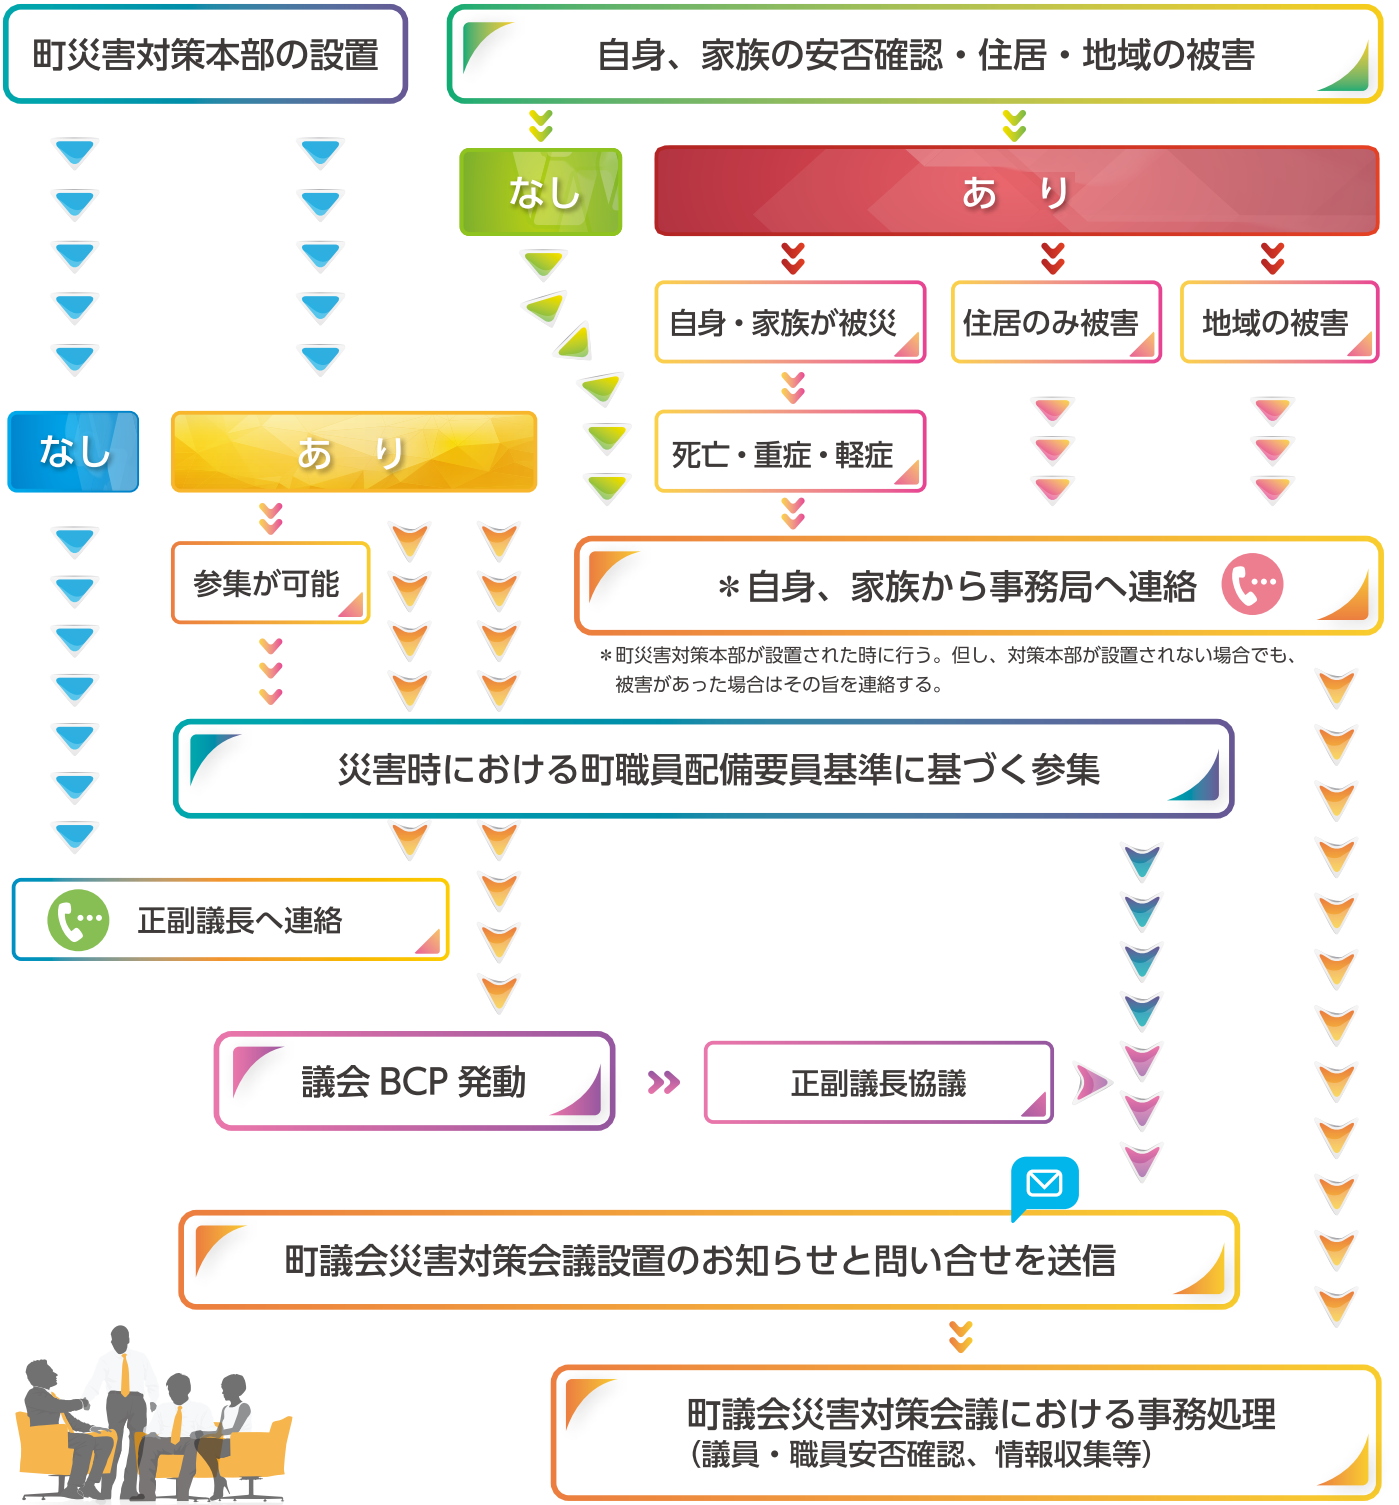 町災害対策本部の設置
自身、家族の安否確認・住居・地域の被害
なし
あ り
自身・家族が被災
住居のみ被害
地域の被害
なし
あ り
死亡・重症・軽症
参集が可能
＊自身、家族から事務局へ連絡
＊町災害対策本部が設置された時に行う。但し、対策本部が設置されない場合でも、
被害があった場合はその旨を連絡する。
災害時における町職員配備要員基準に基づく参集
正副議長へ連絡
議会 BCP 発動
正副議長協議
町議会災害対策会議設置のお知らせと問い合せを送信
町議会災害対策会議における事務処理
（議員・職員安否確認、情報収集等）